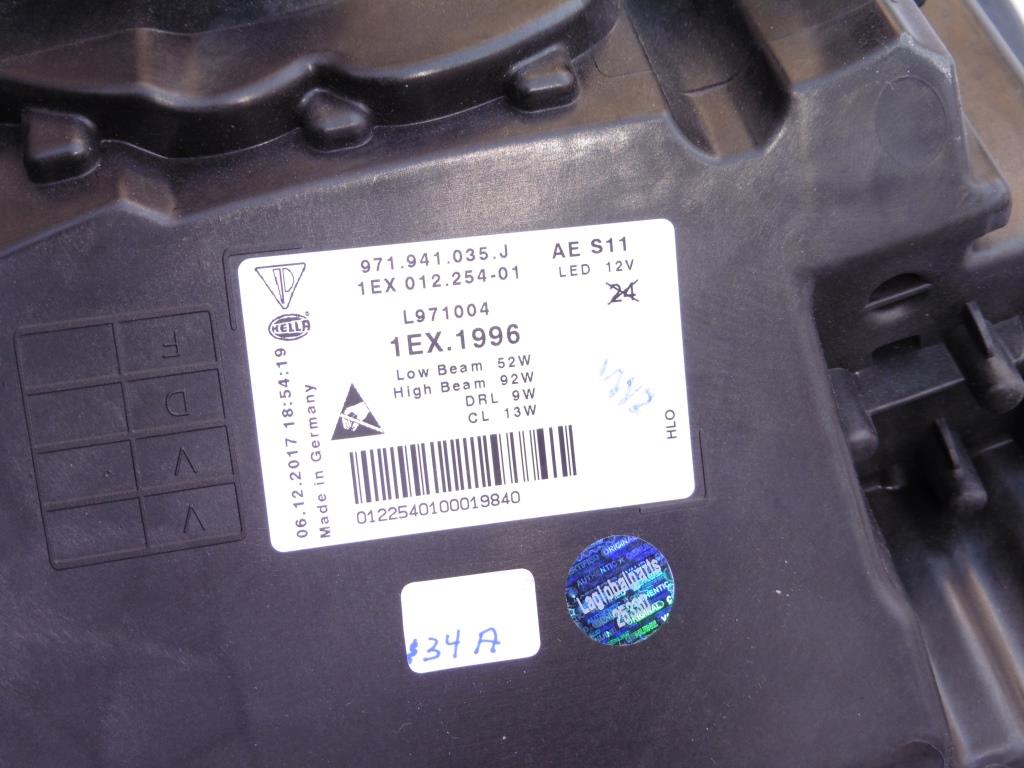 971.941.035.J
1EX 012.254-01
AE S11
LED 12V
24
HELLA
L971004
1EX.1996
Low Beam 52W
High Beam 92W
DRL 9W
CL 13W
06.12.2017 18:54:19
Made in Germany
HLO
0122540100019840
F
D
V
V
Laglobalparts
ORIGINAL
34 A